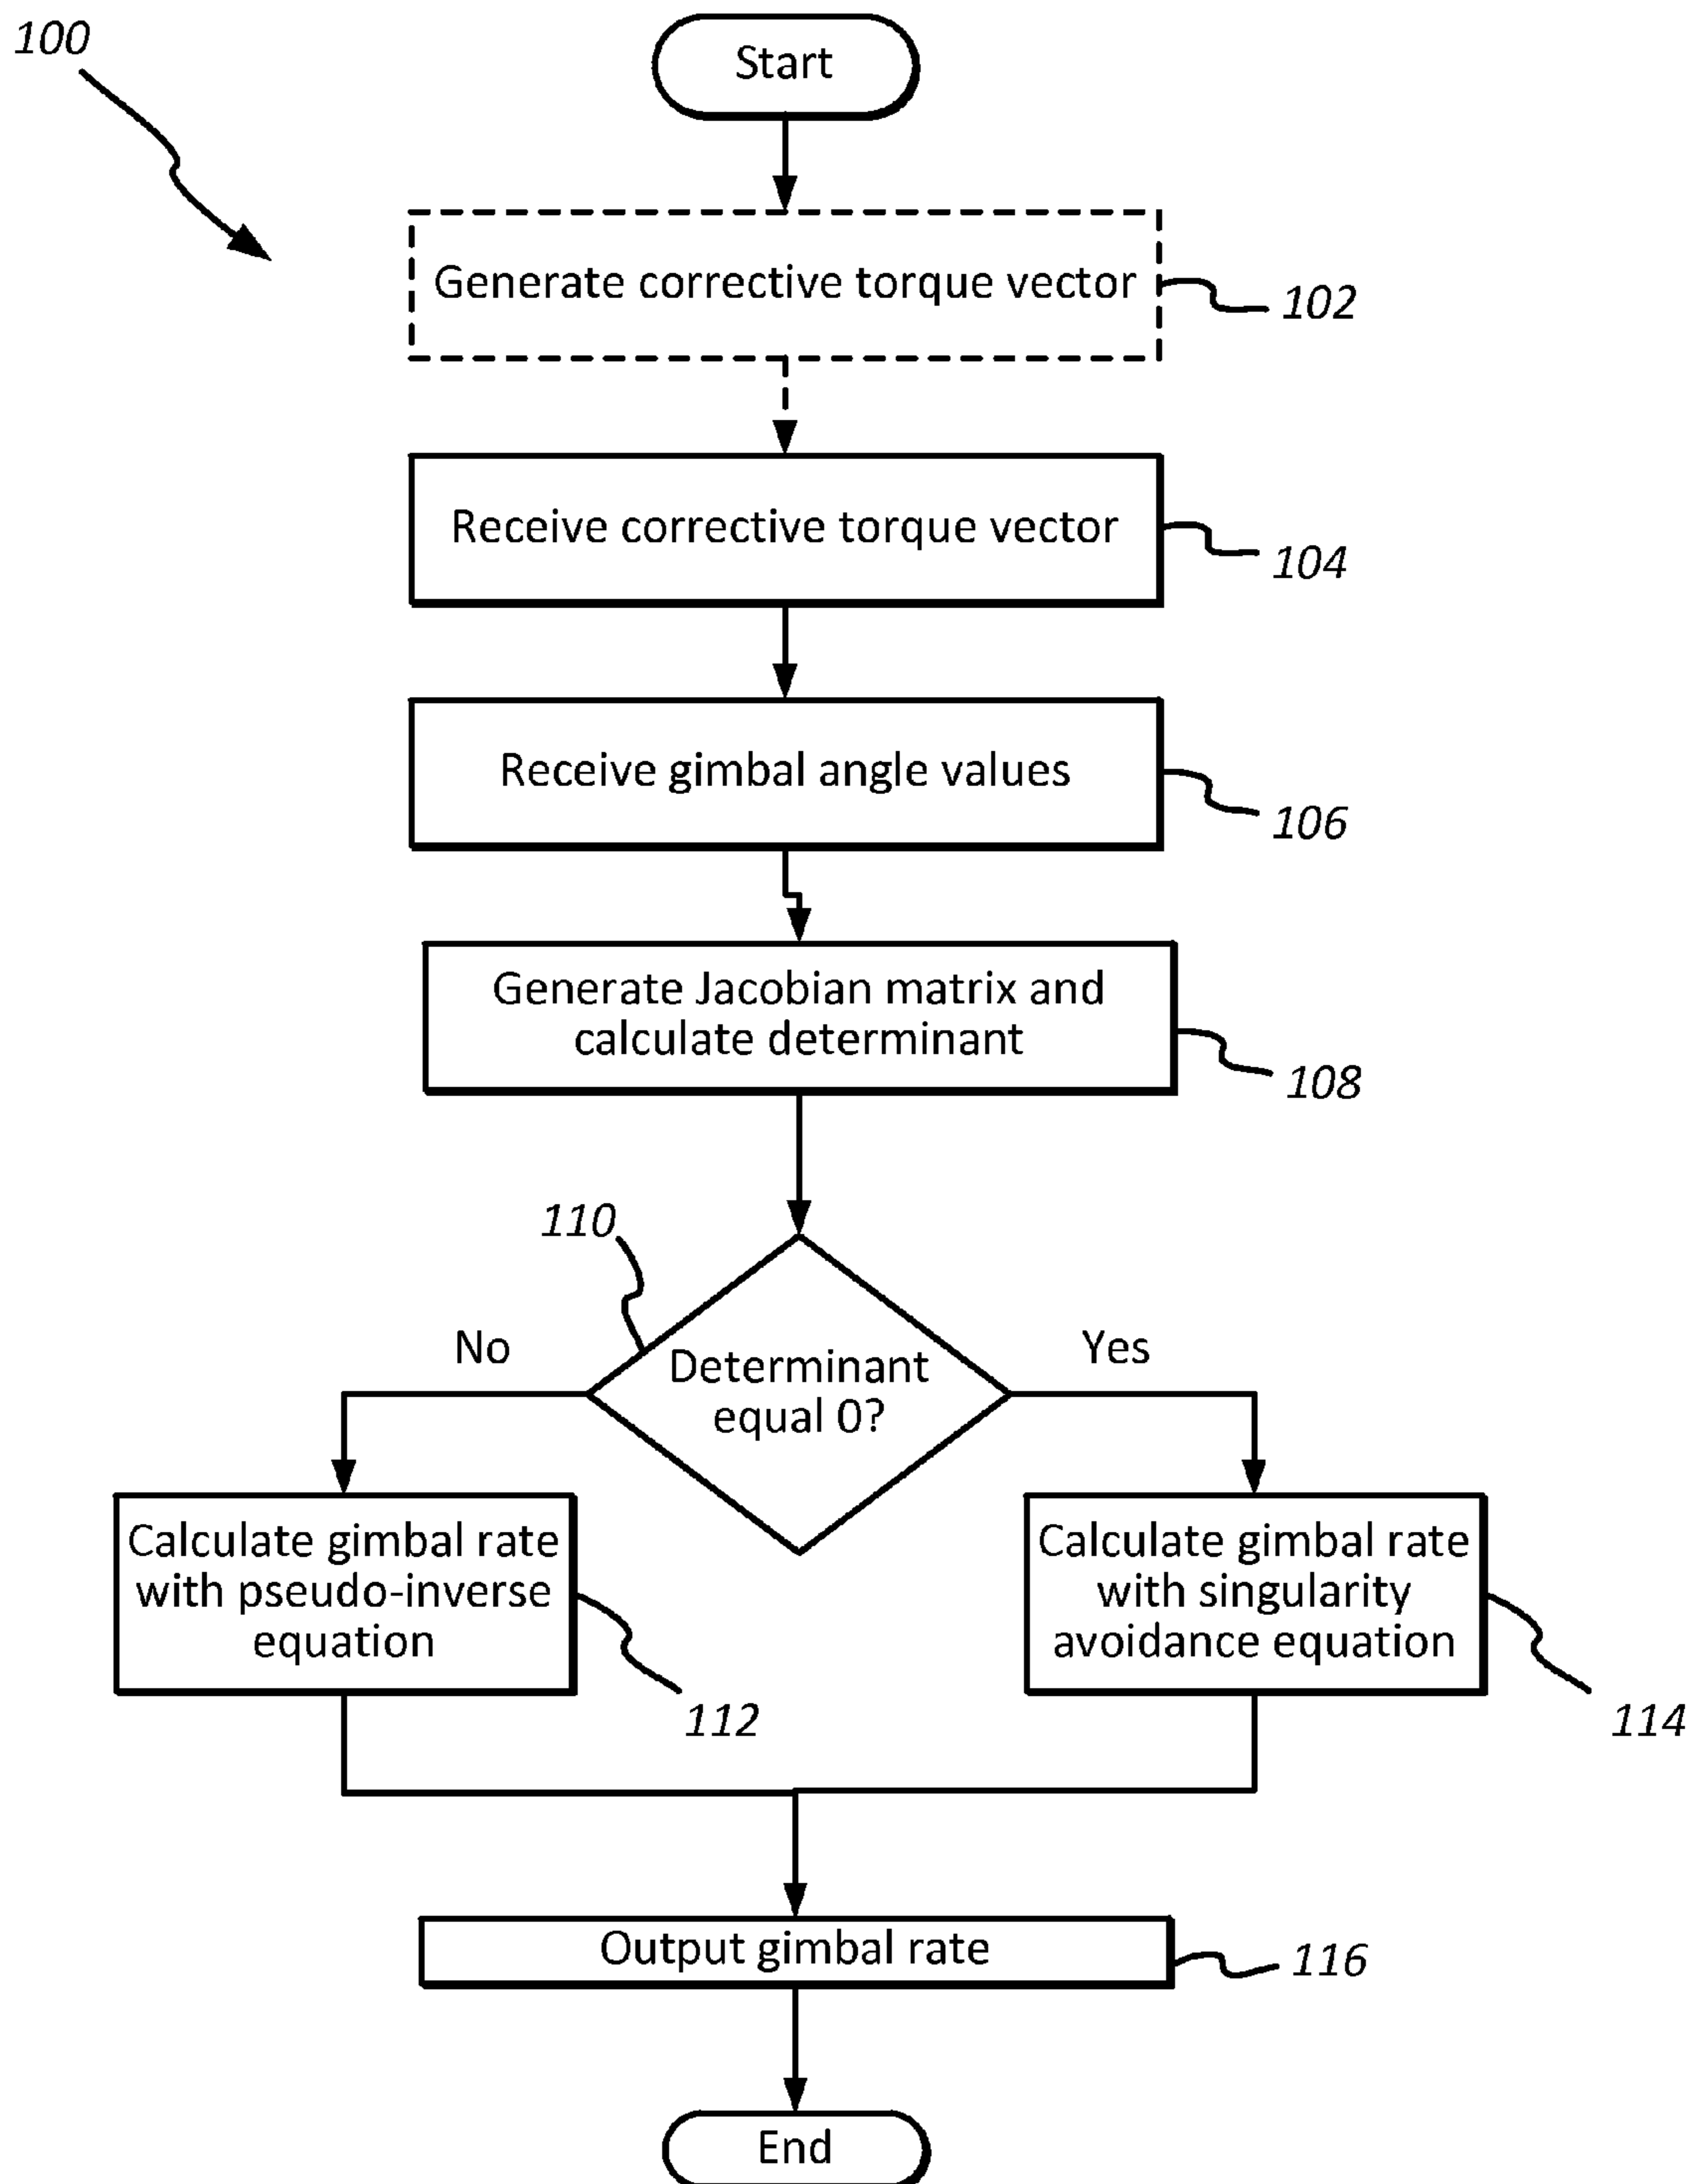 100
Start
Generate corrective torque vector
102
Receive corrective torque vector
104
Receive gimbal angle values
106
Generate Jacobian matrix and
calculate determinant
108
110
No
Determinant
equal 0?
Yes
Calculate gimbal rate
with pseudo-inverse
equation
112
Calculate gimbal rate
with singularity
avoidance equation
114
Output gimbal rate
116
End